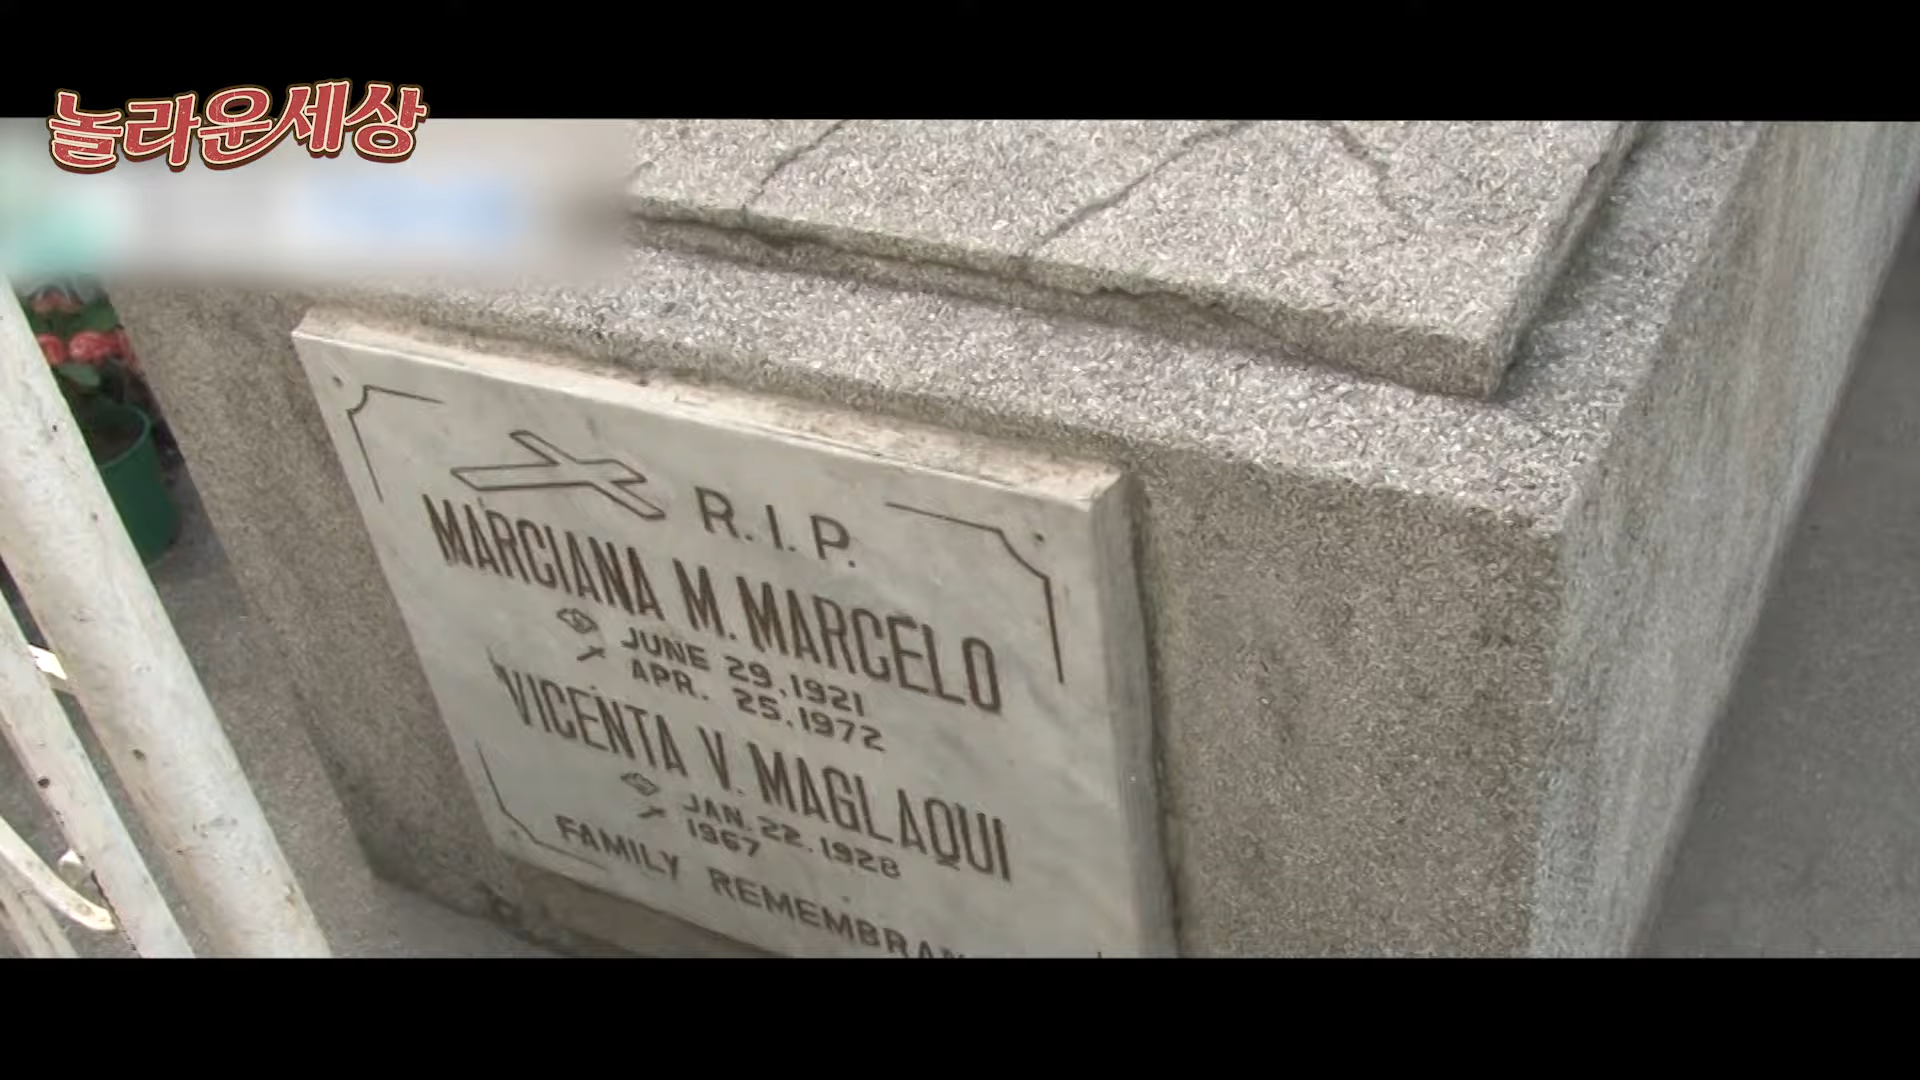 놀라운세상
R.I.P.
MARCIANA M. MARCELO
JUNE 29, 1921
APR. 25. 1972
VICENTA V. MAGLAQUI
JAN. 22. 1928
1967
FAMILY